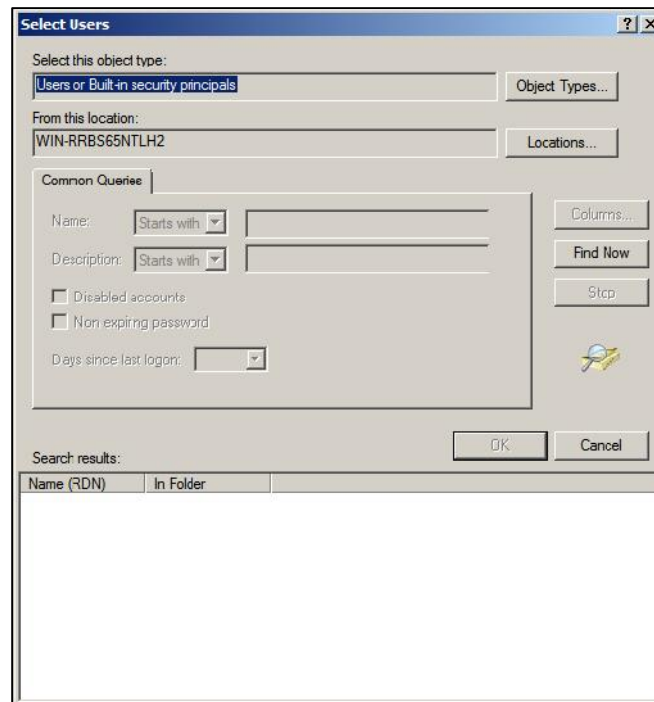 Select Users
Select this object type:
Users or Built-in security principals
Object Types...
From this location:
WIN-RRBS65NTLH2
Locations...
Common Queries
Name: Starts with
Columns...
Description: Starts with
Find Now
Disabled accounts
Stop
Non expiring password
Days since last logon:
OK Cancel
Search results:
Name (RDN) In Folder